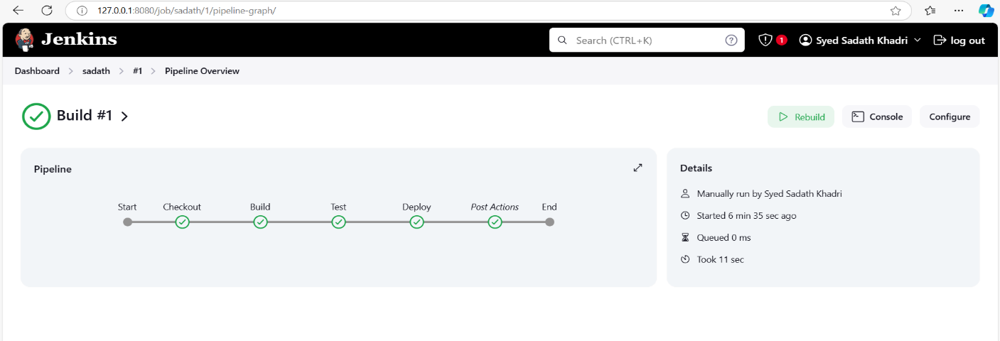 127.0.0.1:8080/job/sadath/1/pipeline-graph/
Jenkins
Search (CTRL+K)
1
Syed Sadath Khadri
log out
Dashboard > sadath > #1 > Pipeline Overview
Build #1
Rebuild
Console
Configure
Pipeline
Start Checkout Build Test Deploy Post Actions End
Details
Manually run by Syed Sadath Khadri
Started 6 min 35 sec ago
Queued 0 ms
Took 11 sec